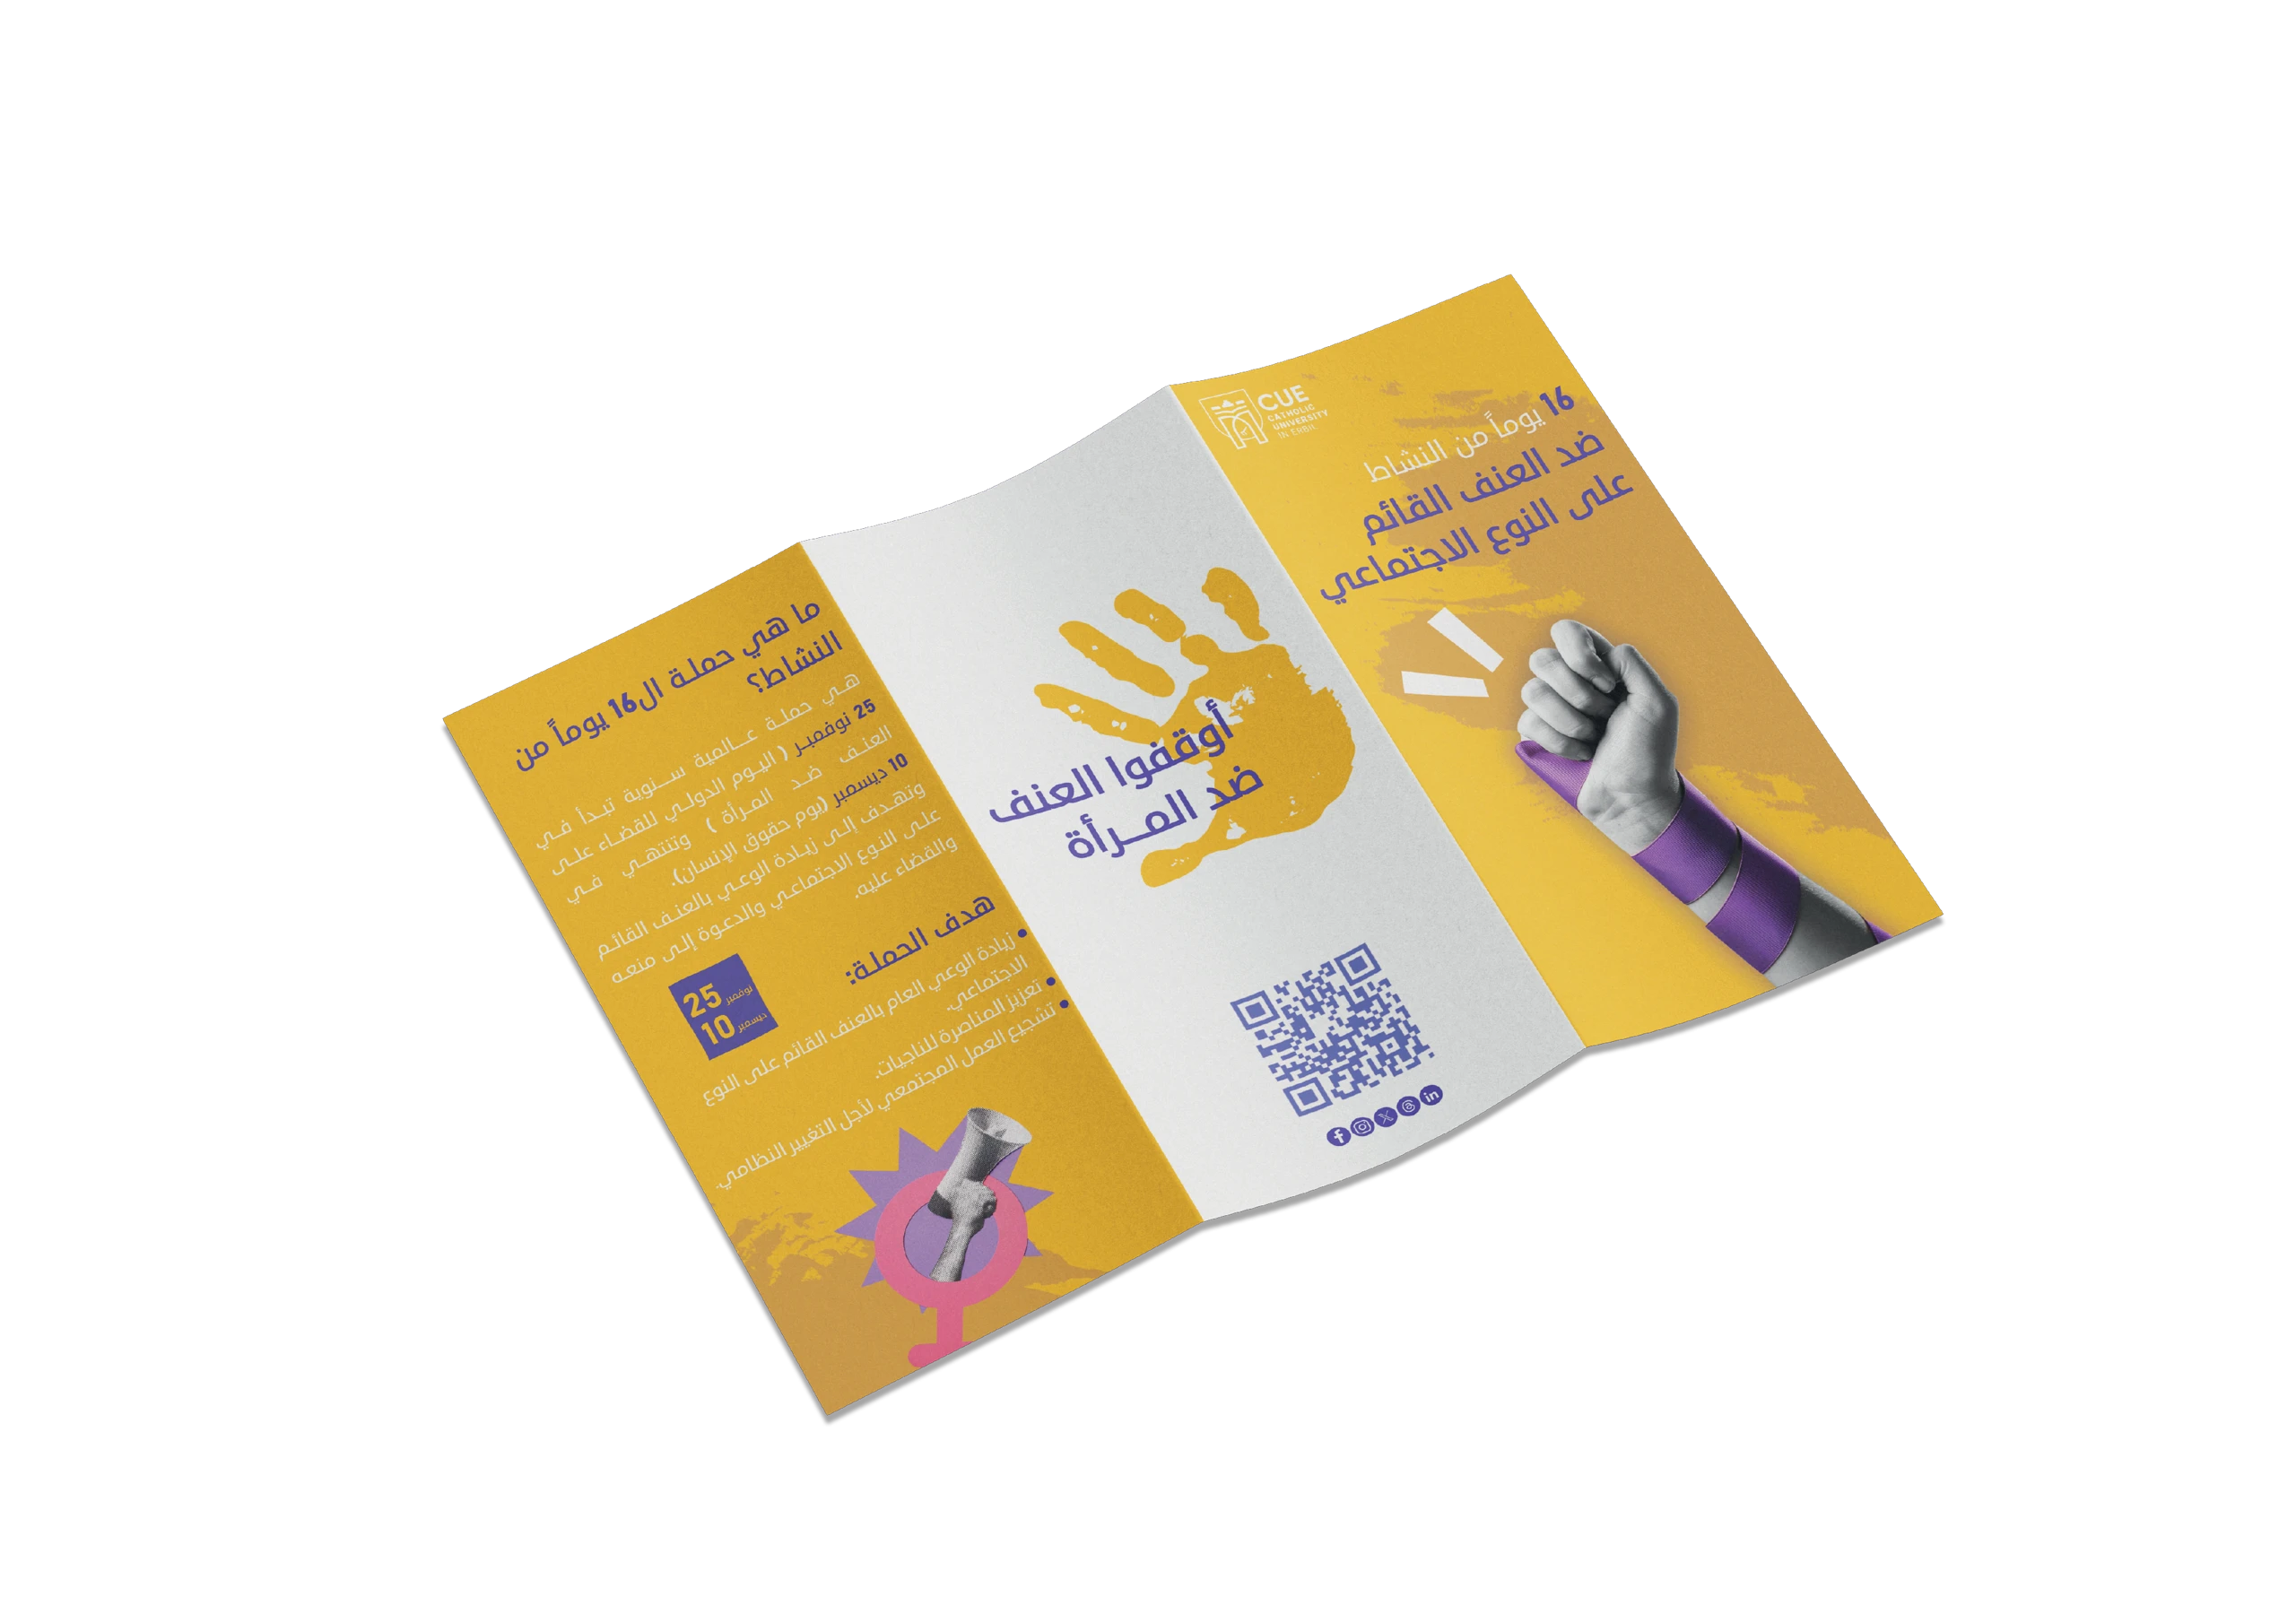 CUE
CATHOLIC
UNIVERSITY
IN ERBIL
16 يوماً من النشاط
ضد العنف القائم
على النوع الاجتماعي
أوقفوا العنف
ضد المـرأة
ما هي حملة ال16 يوماً من
النشاط؟
هي حملة عالمية سنوية تبدأ في
25 نوفمبر ( اليوم الدولي للقضاء على
العنف ضد المرأة ) وتنتهي في
10 ديسمبر (يوم حقوق الإنسان).
وتهدف إلى زيادة الوعي بالعنف القائم
على النوع الاجتماعي والدعوة إلى منعه
والقضاء عليه.
هدف الحملة:
• زيادة الوعي العام بالعنف القائم على النوع
الاجتماعي.
• تعزيز المناصرة للناجيات.
• تشجيع العمل المجتمعي لأجل التغيير النظامي.
25 نوفمبر
10 ديسمبر